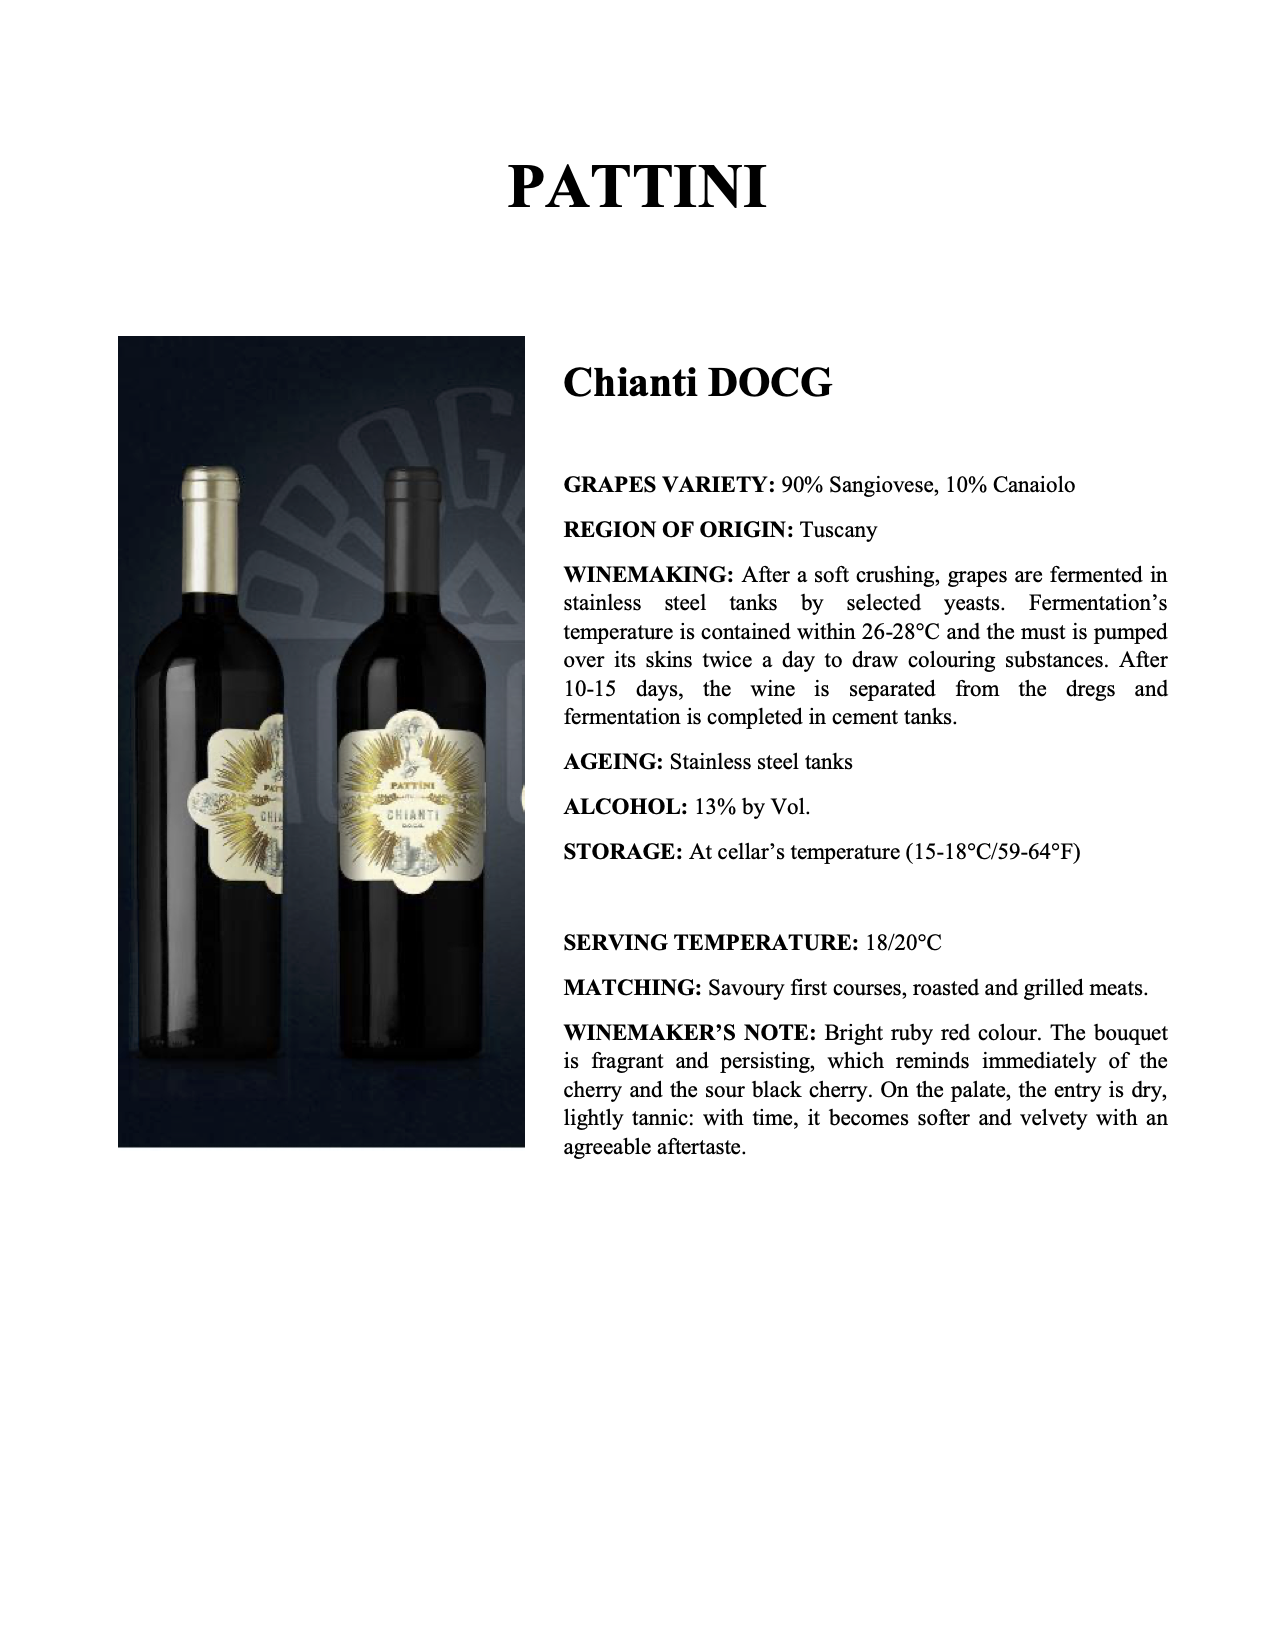 PATTINI
Chianti DOCG
GRAPES VARIETY: 90% Sangiovese, 10% Canaiolo
REGION OF ORIGIN: Tuscany
WINEMAKING: After a soft crushing, grapes are fermented in
stainless steel tanks by selected yeasts. Fermentation’s
temperature is contained within 26-28°C and the must is pumped
over its skins twice a day to draw colouring substances. After
10-15 days, the wine is separated from the dregs and
fermentation is completed in cement tanks.
AGEING: Stainless steel tanks
ALCOHOL: 13% by Vol.
STORAGE: At cellar’s temperature (15-18°C/59-64°F)
SERVING TEMPERATURE: 18/20°C
MATCHING: Savoury first courses, roasted and grilled meats.
WINEMAKER’S NOTE: Bright ruby red colour. The bouquet
is fragrant and persisting, which reminds immediately of the
cherry and the sour black cherry. On the palate, the entry is dry,
lightly tannic: with time, it becomes softer and velvety with an
agreeable aftertaste.
PATTINI
CHIANTI
D.O.C.G.